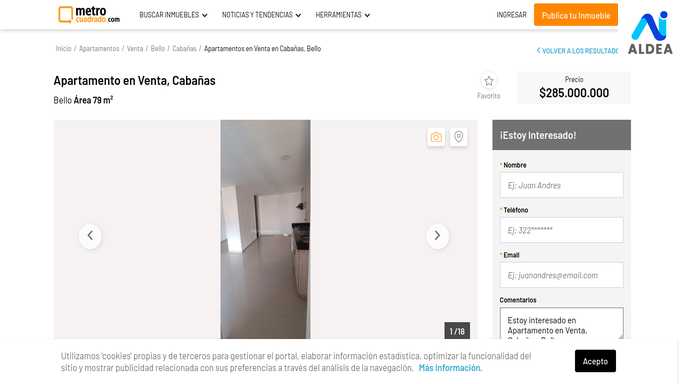 metro
cuadrado.com
BUSCAR INMUEBLES
NOTICIAS Y TENDENCIAS
HERRAMIENTAS
INGRESAR
Publica tu Inmueble
ALDEA
Inicio / Apartamentos / Venta / Bello / Cabañas / Apartamentos en Venta en Cabañas, Bello
VOLVER A LOS RESULTAD
Apartamento en Venta, Cabañas
Bello Área 79 m²
Favorito
Precio
$285.000.000
¡Estoy Interesado!
* Nombre
Ej: Juan Andres
* Teléfono
Ej: 322*******
* Email
Ej: juanandres@email.com
Comentarios
Estoy interesado en
Apartamento en Venta,
1 / 18
Utilizamos 'cookies' propias y de terceros para gestionar el portal, elaborar información estadística, optimizar la funcionalidad del
sitio y mostrar publicidad relacionada con sus preferencias a través del análisis de la navegación. Más información.
Acepto